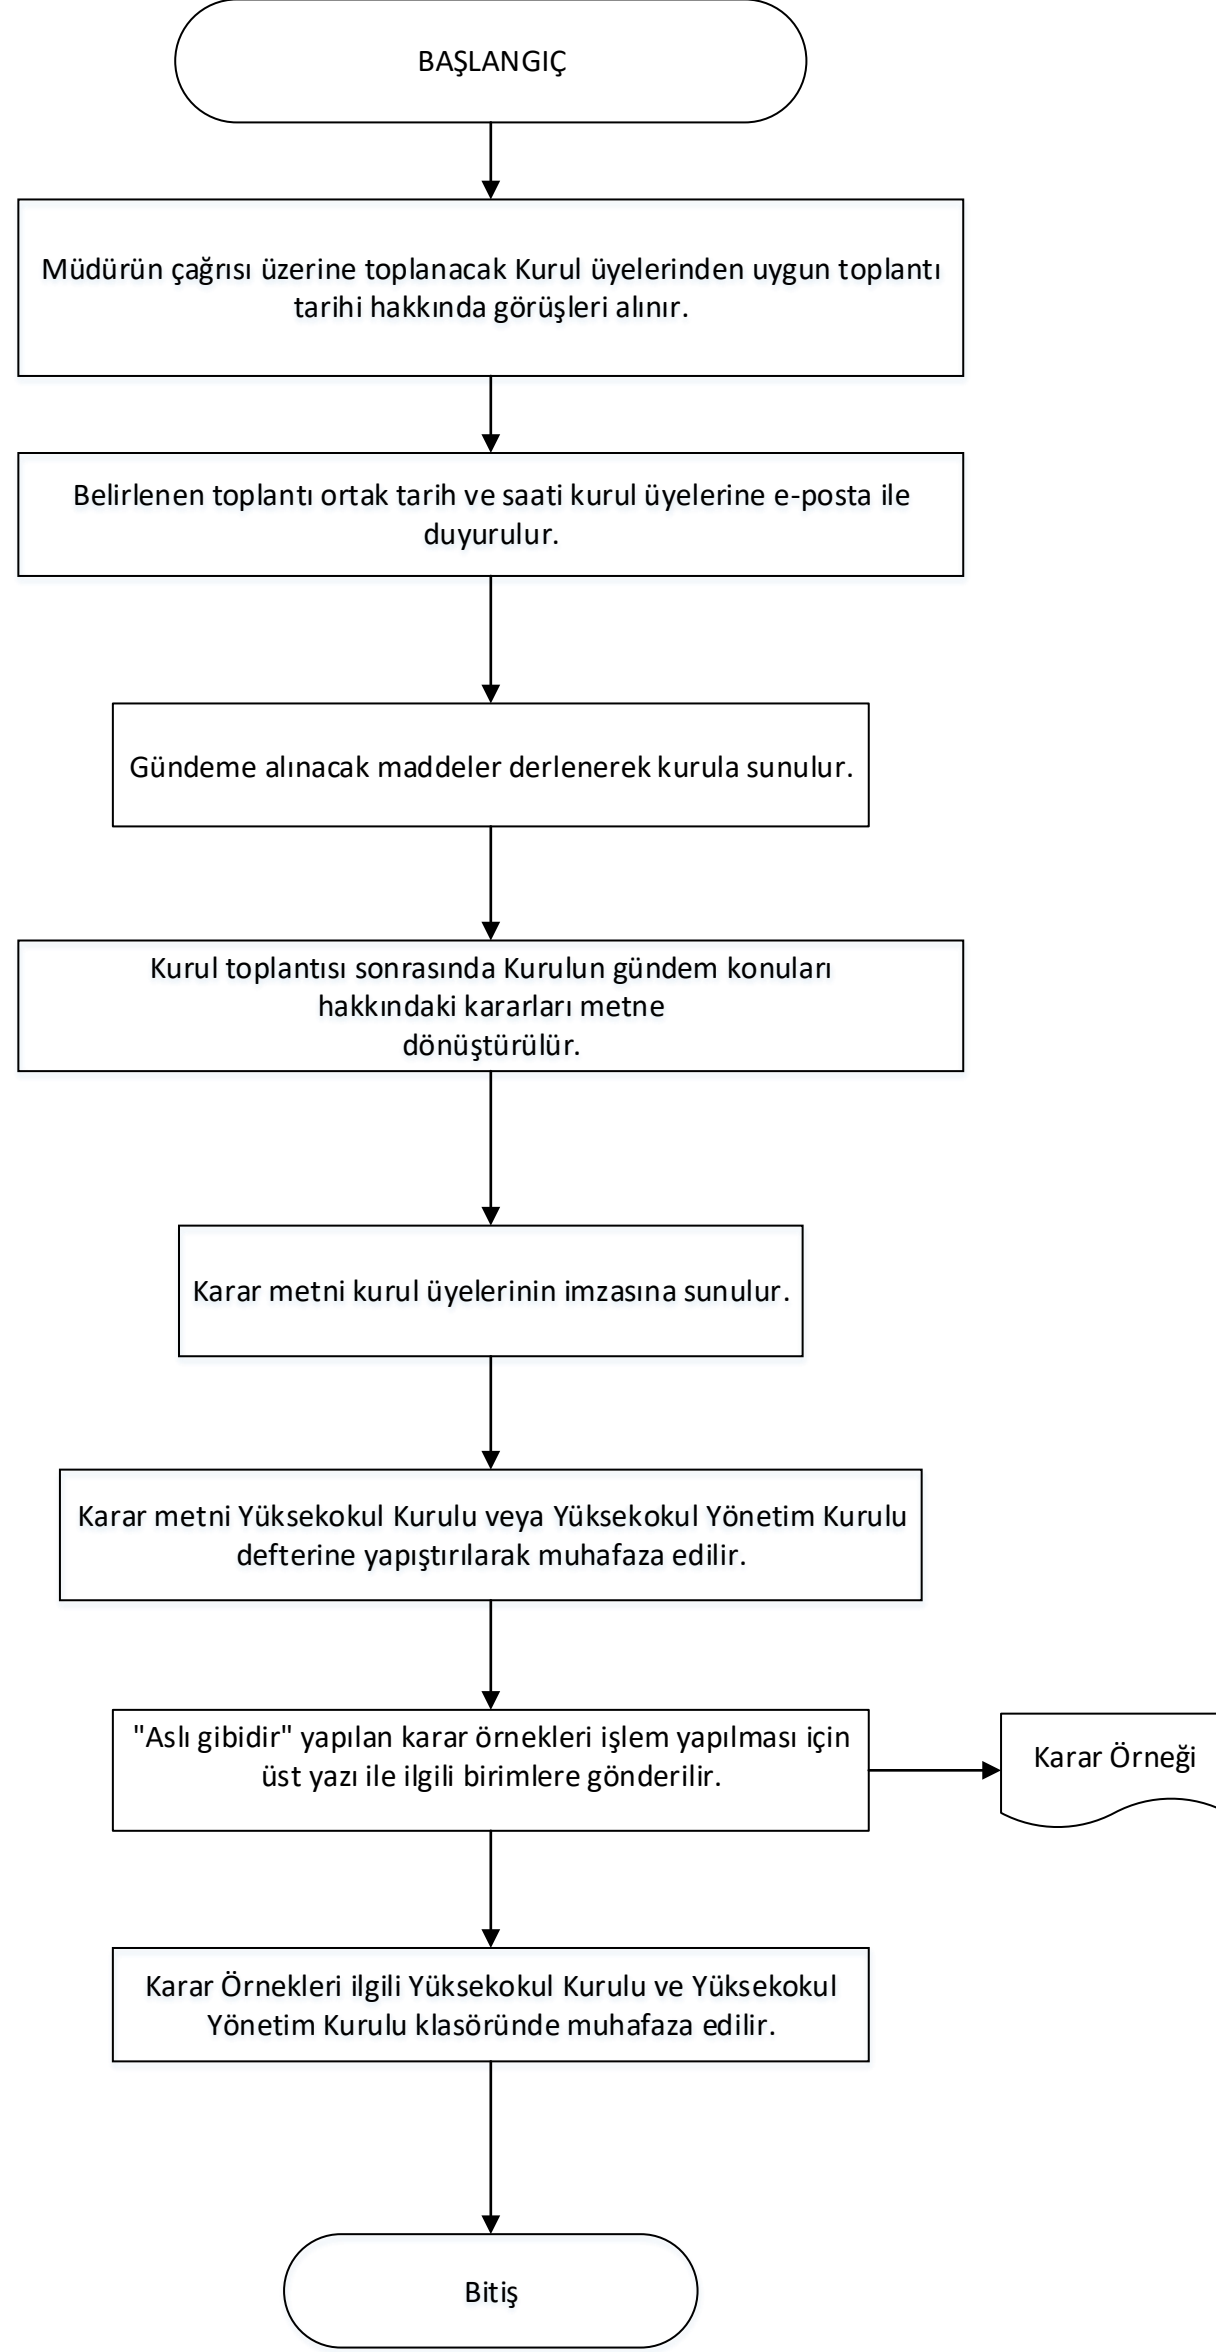 BAŞLANGIÇ
Müdürün çağrısı üzerine toplanacak Kurul üyelerinden uygun toplantı
tarihi hakkında görüşleri alınır.
Belirlenen toplantı ortak tarih ve saati kurul üyelerine e-posta ile
duyurulur.
Gündeme alınacak maddeler derlenerek kurula sunulur.
Kurul toplantısı sonrasında Kurulun gündem konuları
hakkındaki kararları metne
dönüştürülür.
Karar metni kurul üyelerinin imzasına sunulur.
Karar metni Yüksekokul Kurulu veya Yüksekokul Yönetim Kurulu
defterine yapıştırılarak muhafaza edilir.
"Aslı gibidir" yapılan karar örnekleri işlem yapılması için
üst yazı ile ilgili birimlere gönderilir.
Karar Örneği
Karar Örnekleri ilgili Yüksekokul Kurulu ve Yüksekokul
Yönetim Kurulu klasöründe muhafaza edilir.
Bitiş